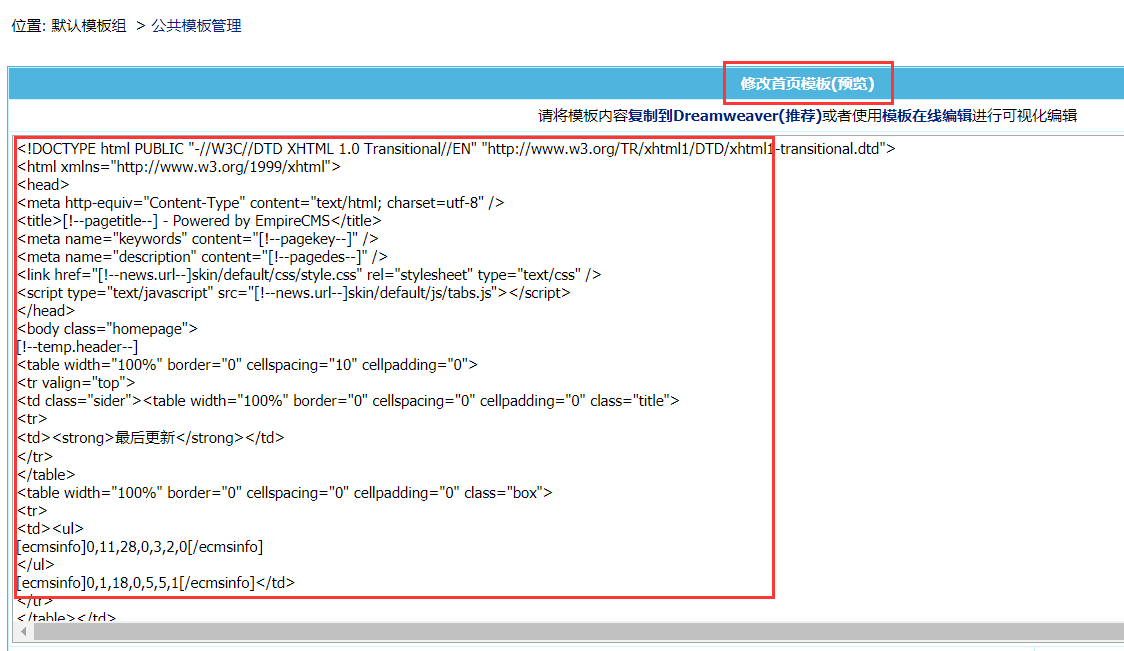 位置: 默认模板组 > 公共模板管理
修改首页模板(预览)
请将模板内容复制到Dreamweaver(推荐)或者使用模板在线编辑进行可视化编辑
<!DOCTYPE html PUBLIC "-//W3C//DTD XHTML 1.0 Transitional//EN" "http://www.w3.org/TR/xhtml1/DTD/xhtml1-transitional.dtd">
<html xmlns="http://www.w3.org/1999/xhtml">
<head>
<meta http-equiv="Content-Type" content="text/html; charset=utf-8" />
<title>[!--pagetitle--] - Powered by EmpireCMS</title>
<meta name="keywords" content="[!--pagekey--]" />
<meta name="description" content="[!--pagedes--]" />
<link href="[!--news.url--]skin/default/css/style.css" rel="stylesheet" type="text/css" />
<script type="text/javascript" src="[!--news.url--]skin/default/js/tabs.js"></script>
</head>
<body class="homepage">
[!--temp.header--]
<table width="100%" border="0" cellspacing="10" cellpadding="0">
<tr valign="top">
<td class="sider"><table width="100%" border="0" cellspacing="0" cellpadding="0" class="title">
<tr>
<td><strong>最后更新</strong></td>
</tr>
</table>
<table width="100%" border="0" cellspacing="0" cellpadding="0" class="box">
<tr>
<td><ul>
[ecmsinfo]0,11,28,0,3,2,0[/ecmsinfo]
</ul>
[ecmsinfo]0,1,18,0,5,5,1[/ecmsinfo]</td>
</tr>
</table></td>